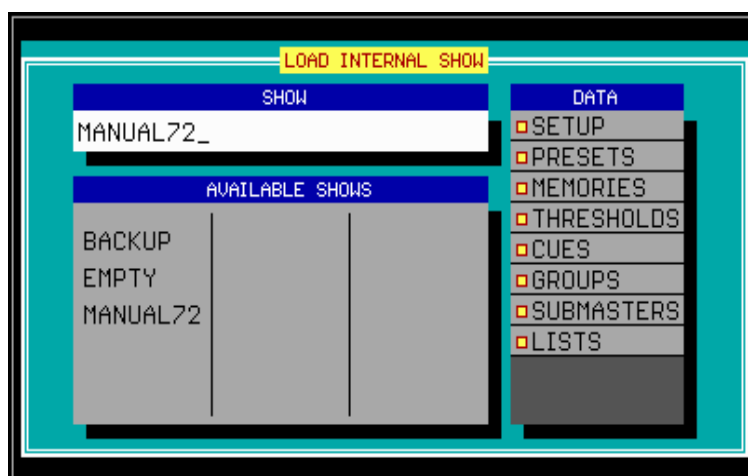 LOAD INTERNAL SHOW
SHOW
MANUAL72_
AVAILABLE SHOWS
BACKUP
EMPTY
MANUAL72
DATA
SETUP
PRESETS
MEMORIES
THRESHOLDS
CUES
GROUPS
SUBMASTERS
LISTS